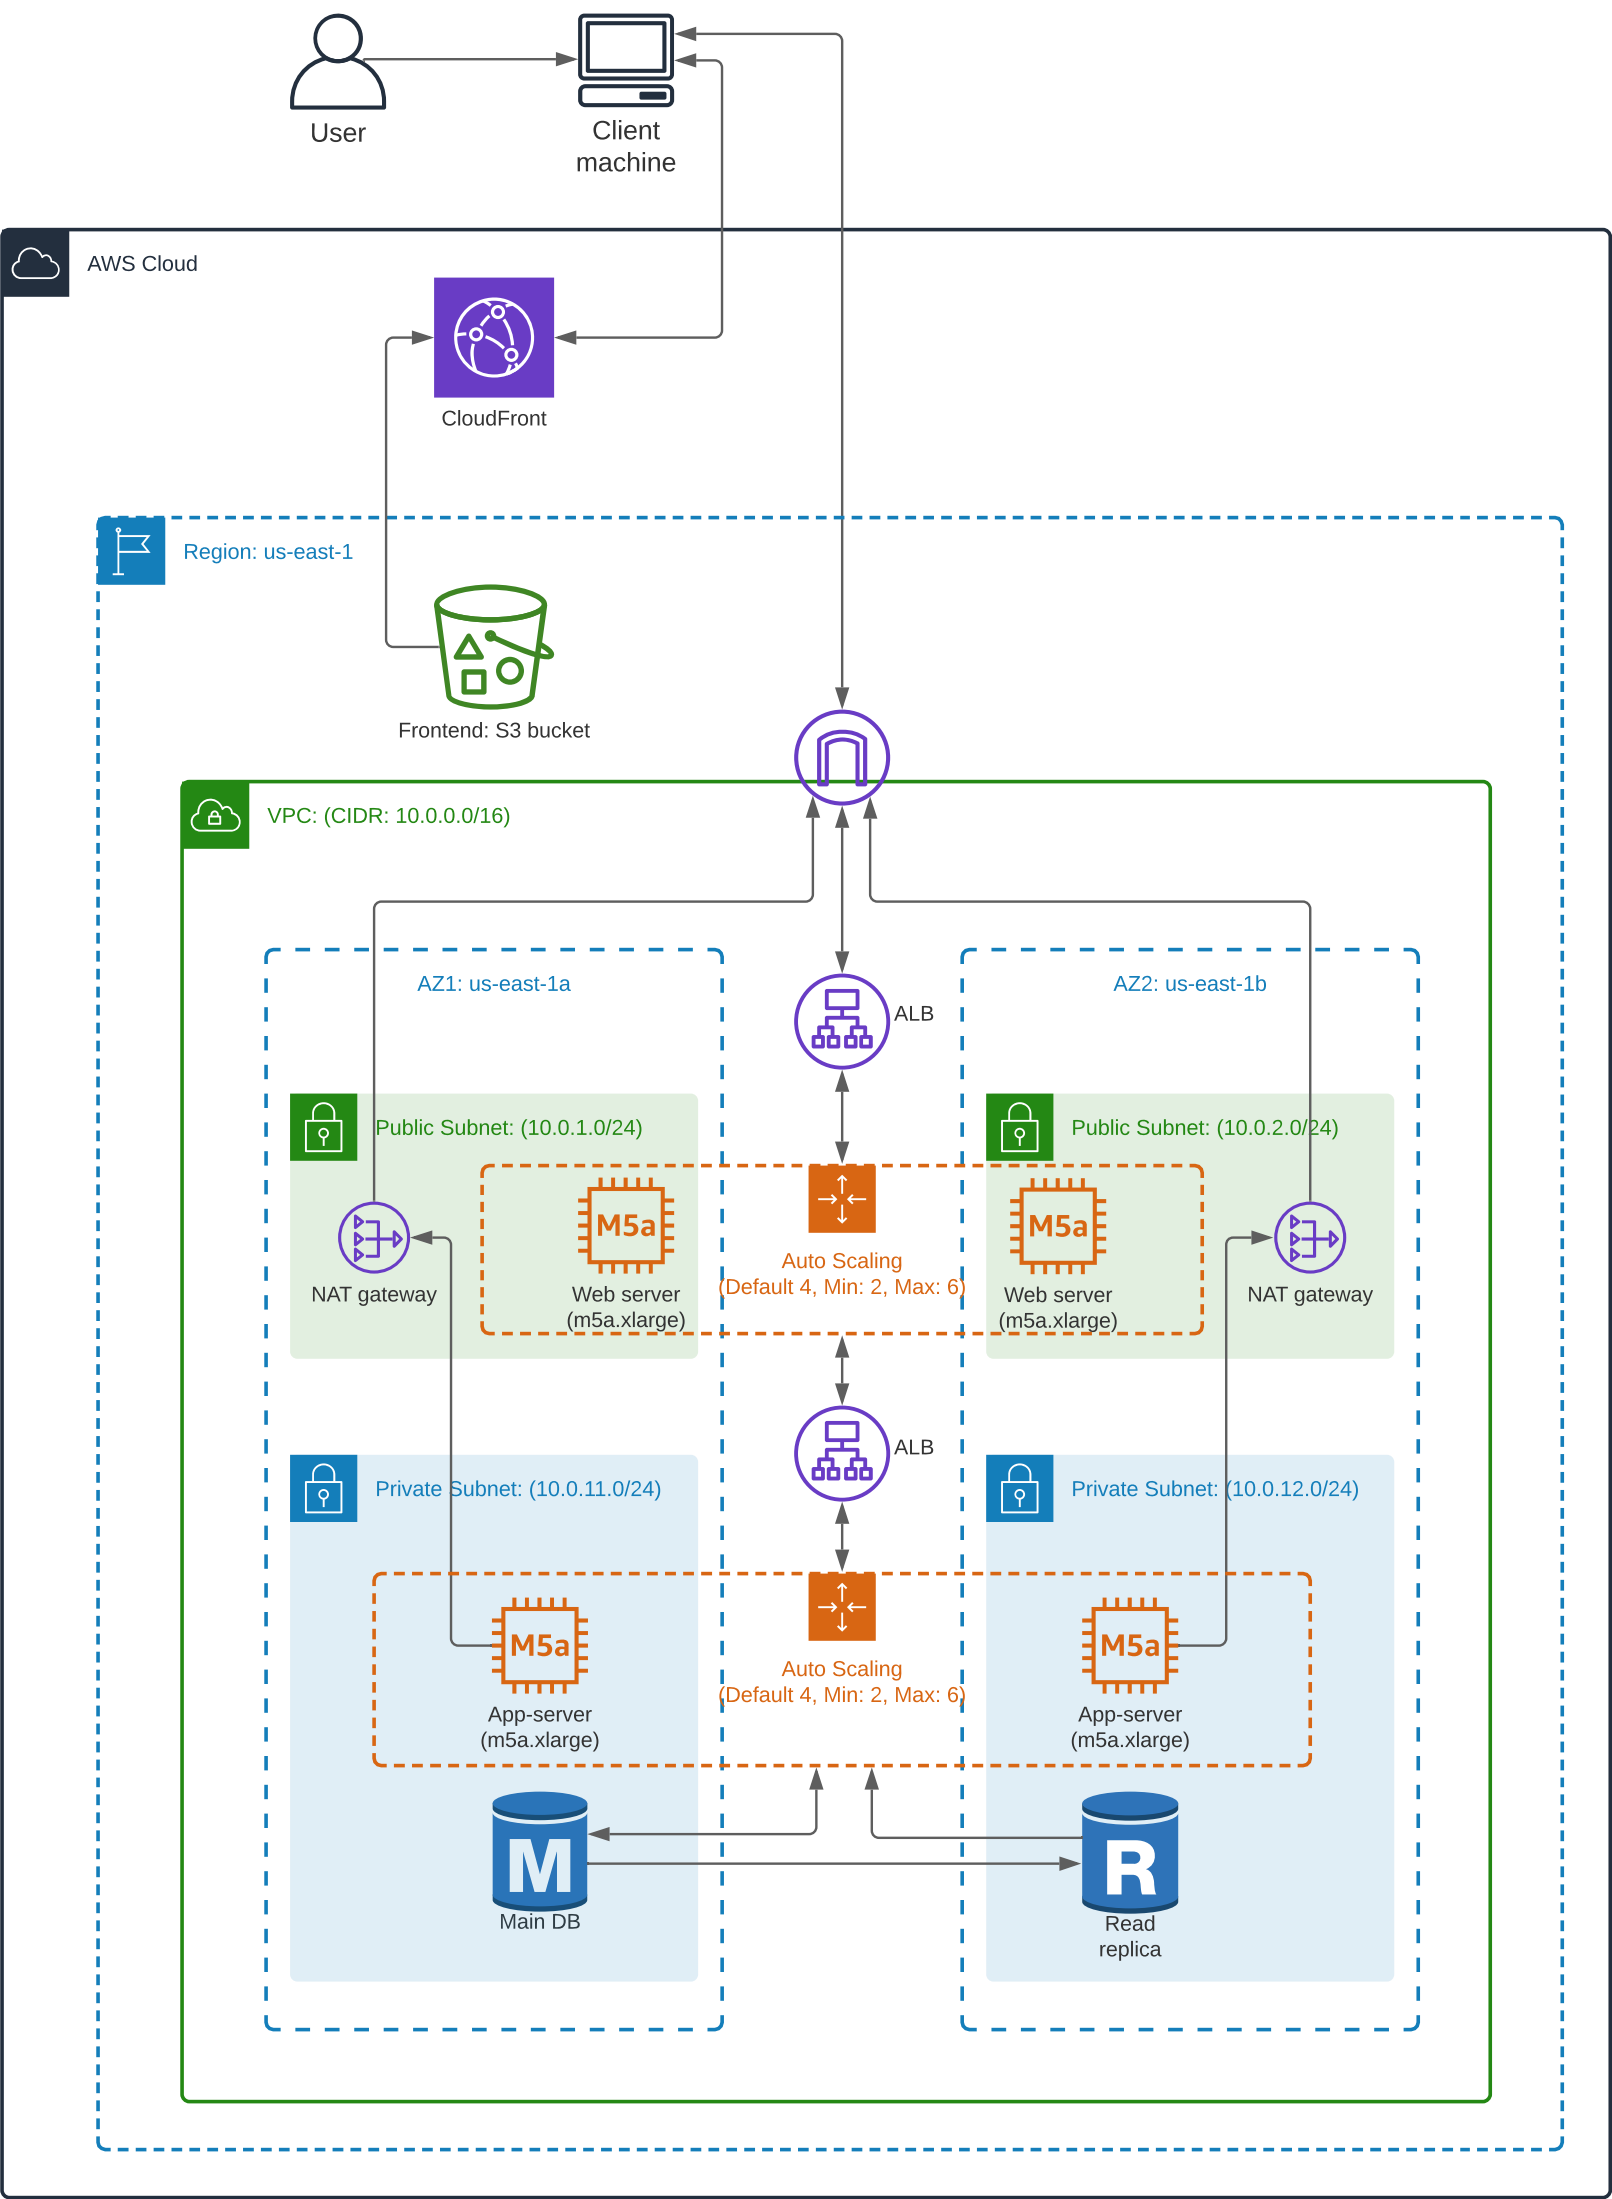 User
Client
machine
AWS Cloud
CloudFront
Region: us-east-1
Frontend: S3 bucket
VPC: (CIDR: 10.0.0.0/16)
AZ1: us-east-1a
AZ2: us-east-1b
ALB
Public Subnet: (10.0.1.0/24)
Public Subnet: (10.0.2.0/24)
M5a
M5a
Auto Scaling
(Default 4, Min: 2, Max: 6)
NAT gateway
Web server
(m5a.xlarge)
Web server
(m5a.xlarge)
NAT gateway
ALB
Private Subnet: (10.0.11.0/24)
Private Subnet: (10.0.12.0/24)
M5a
M5a
Auto Scaling
(Default 4, Min: 2, Max: 6)
App-server
(m5a.xlarge)
App-server
(m5a.xlarge)
M
R
Main DB
Read
replica